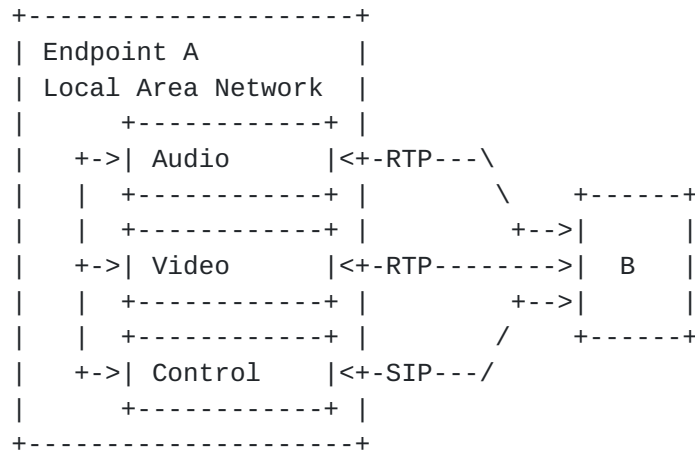 +---------------------+
| Endpoint A          |
| Local Area Network  |
|      +------------+ |
|   +->| Audio      |<+-RTP---\
|   |  +------------+ |        \    +------+
|   |  +------------+ |         +-->|      |
|   +->| Video      |<+-RTP-------->|  B   |
|   |  +------------+ |         +-->|      |
|   |  +------------+ |        /    +------+
|   +->| Control    |<+-SIP---/
|      +------------+ |
+---------------------+